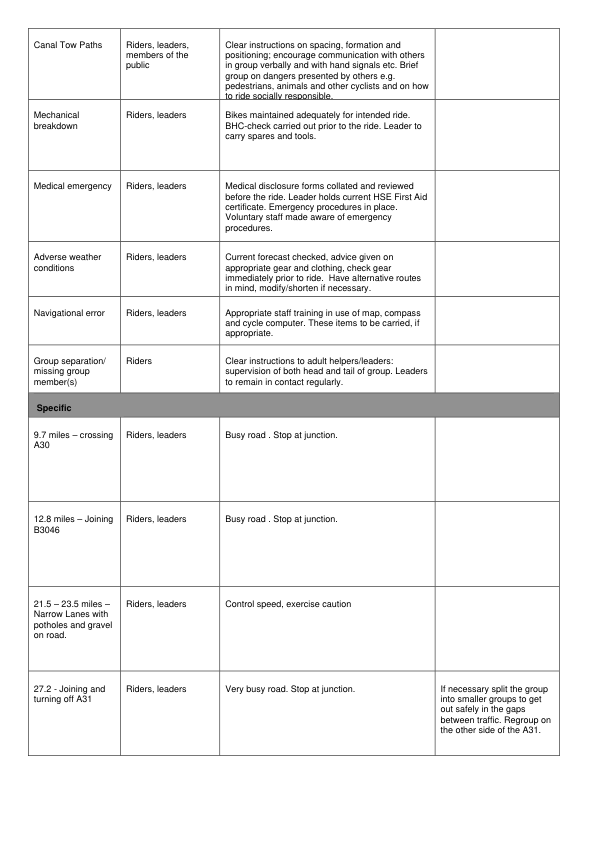 Canal Tow Paths
Riders, leaders,
members of the
public
Clear instructions on spacing, formation and
positioning; encourage communication with others
in group verbally and with hand signals etc. Brief
group on dangers presented by others e.g.
pedestrians, animals and other cyclists and on how
to ride socially responsible.
Mechanical
breakdown
Riders, leaders
Bikes maintained adequately for intended ride.
BHC-check carried out prior to the ride. Leader to
carry spares and tools.
Medical emergency
Riders, leaders
Medical disclosure forms collated and reviewed
before the ride. Leader holds current HSE First Aid
certificate. Emergency procedures in place.
Voluntary staff made aware of emergency
procedures.
Adverse weather
conditions
Riders, leaders
Current forecast checked, advice given on
appropriate gear and clothing, check gear
immediately prior to ride.  Have alternative routes
in mind, modify/shorten if necessary.
Navigational error
Riders, leaders
Appropriate staff training in use of map, compass
and cycle computer. These items to be carried, if
appropriate.
Group separation/
missing group
member(s)
Riders
Clear instructions to adult helpers/leaders:
supervision of both head and tail of group. Leaders
to remain in contact regularly.
Specific
9.7 miles – crossing
A30
Riders, leaders
Busy road . Stop at junction.
12.8 miles – Joining
B3046
Riders, leaders
Busy road . Stop at junction.
21.5 – 23.5 miles –
Narrow Lanes with
potholes and gravel
on road.
Riders, leaders
Control speed, exercise caution
27.2 - Joining and
turning off A31
Riders, leaders
Very busy road. Stop at junction.
If necessary split the group
into smaller groups to get
out safely in the gaps
between traffic. Regroup on
the other side of the A31.